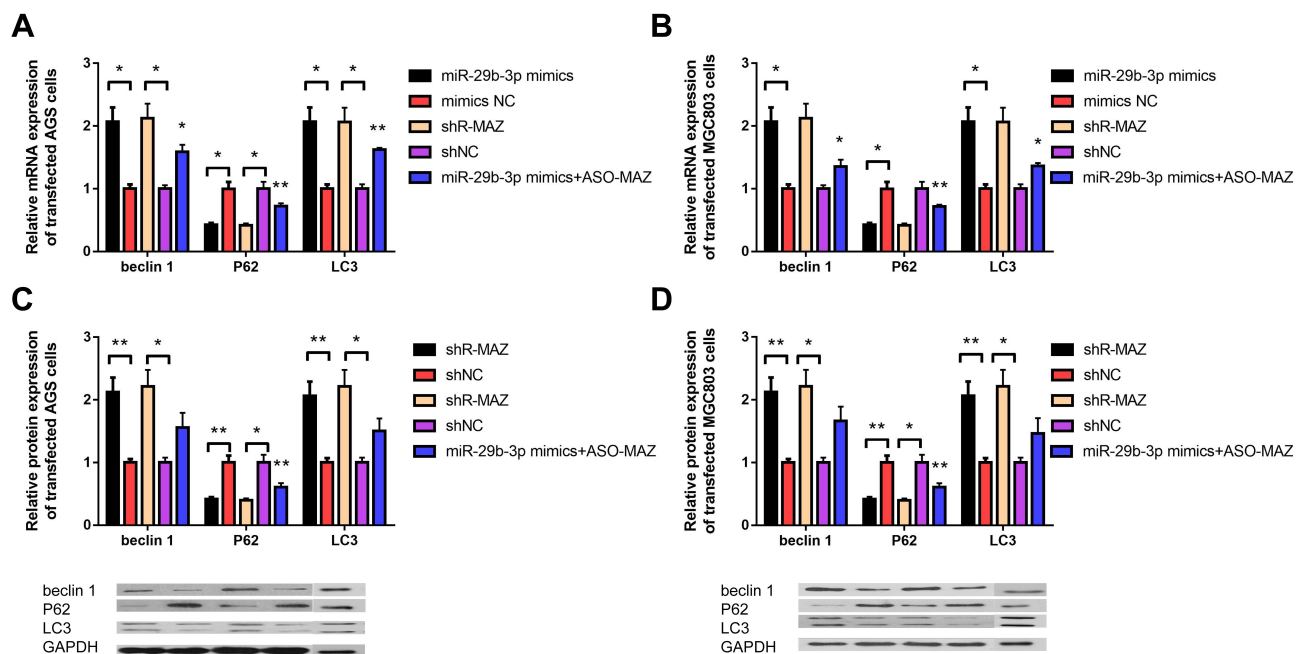 A
Relative mRNA expression
of transfected AGS cells
3
2
1
0
* * * * * * ** * * **
beclin 1 P62 LC3
miR-29b-3p mimics
mimics NC
shR-MAZ
shNC
miR-29b-3p mimics+ASO-MAZ
B
Relative mRNA expression
of transfected MGC803 cells
3
2
1
0
* * * ** * *
beclin 1 P62 LC3
miR-29b-3p mimics
mimics NC
shR-MAZ
shNC
miR-29b-3p mimics+ASO-MAZ
C
Relative protein expression
of transfected AGS cells
3
2
1
0
** * ** * ** ** *
beclin 1 P62 LC3
shR-MAZ
shNC
shR-MAZ
shNC
miR-29b-3p mimics+ASO-MAZ
D
Relative protein expression
of transfected MGC803 cells
3
2
1
0
** * ** * ** ** *
beclin 1 P62 LC3
shR-MAZ
shNC
shR-MAZ
shNC
miR-29b-3p mimics+ASO-MAZ
beclin 1
P62
LC3
GAPDH
beclin 1
P62
LC3
GAPDH